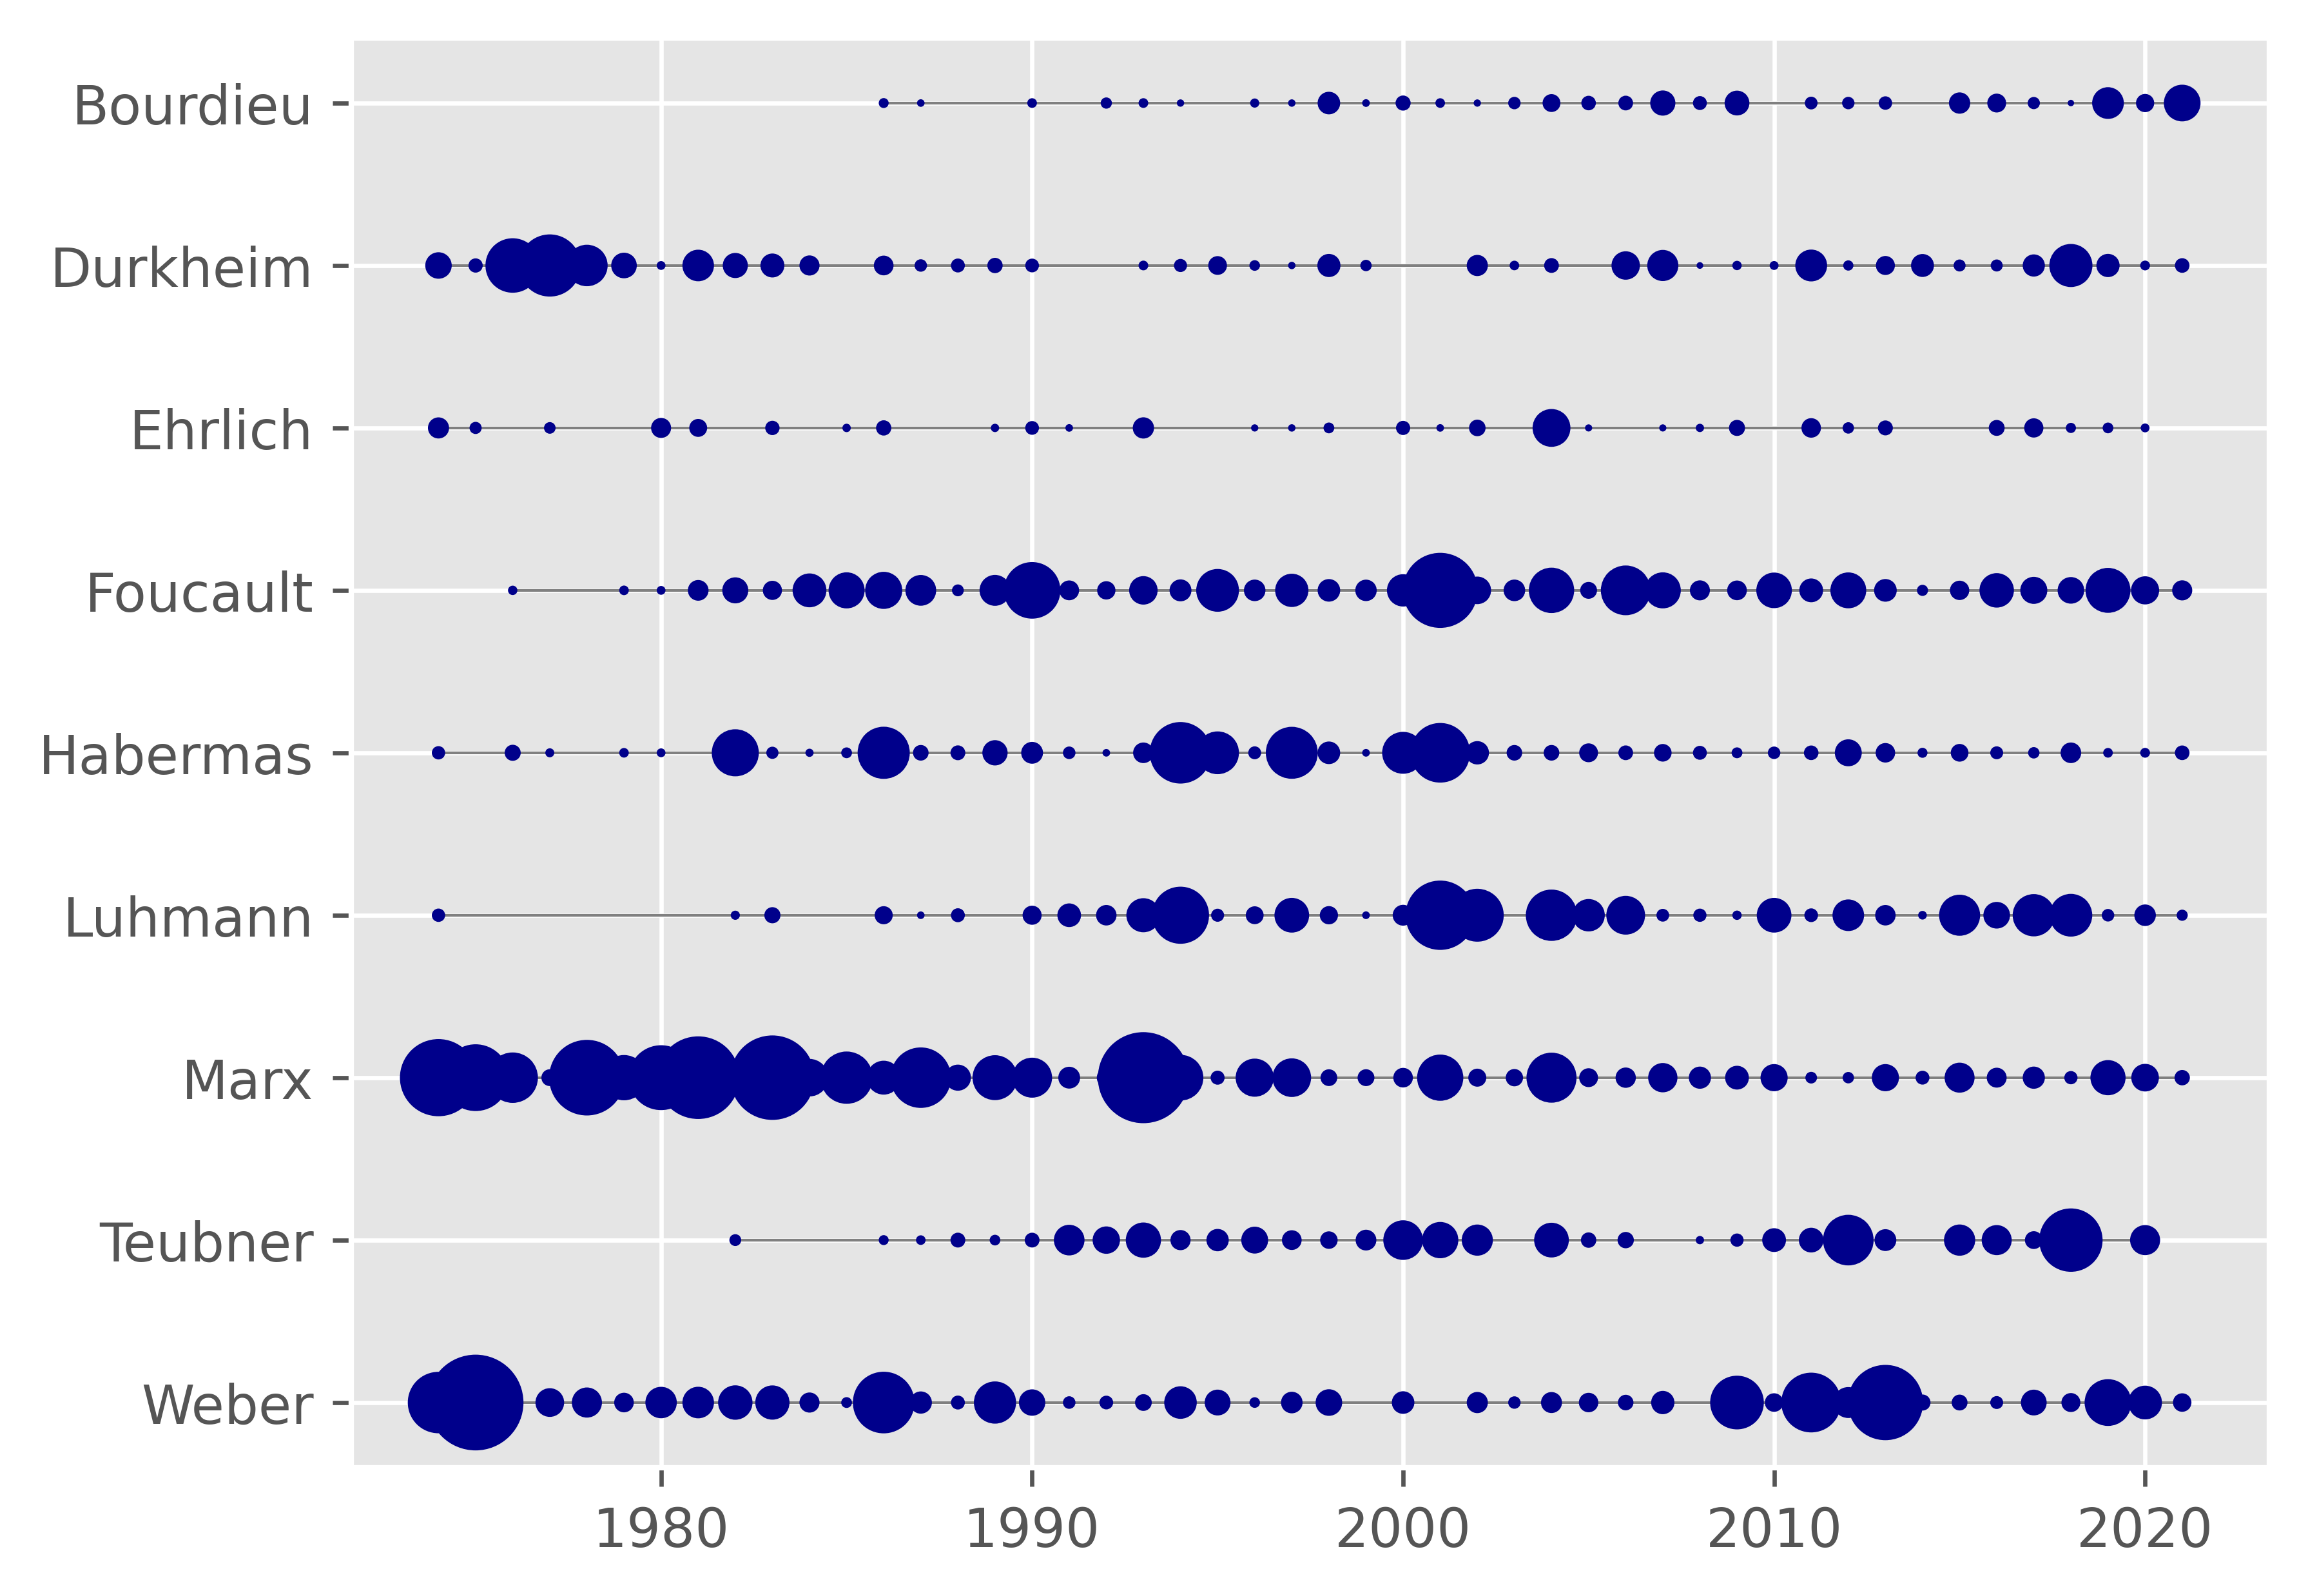 Bourdieu
Durkheim
Ehrlich
Foucault
Habermas
Luhmann
Marx
Teubner
Weber
1980 1990 2000 2010 2020